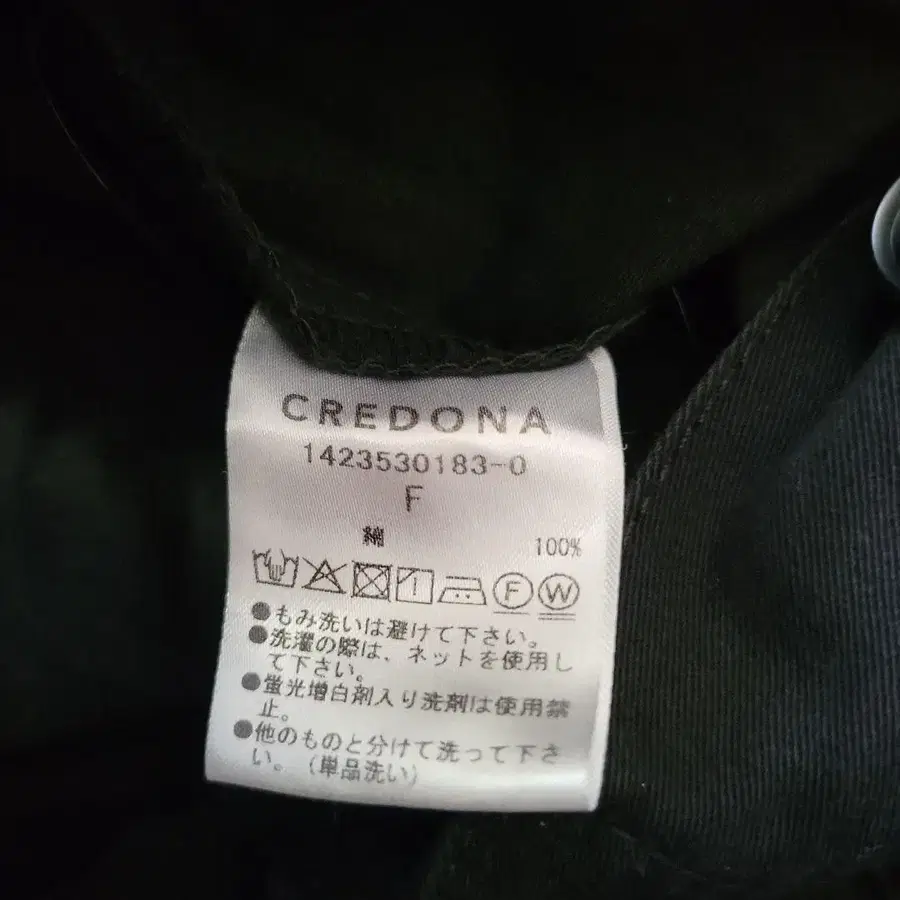 CREDONA
1423530183-0
F
綿 100%
F W
●もみ洗いは避けて下さい。
●洗濯の際は、ネットを使用し
て下さい。
●蛍光増白剤入り洗剤は使用禁
止。
●他のものと分けて洗って下さ
い。（単品洗い）